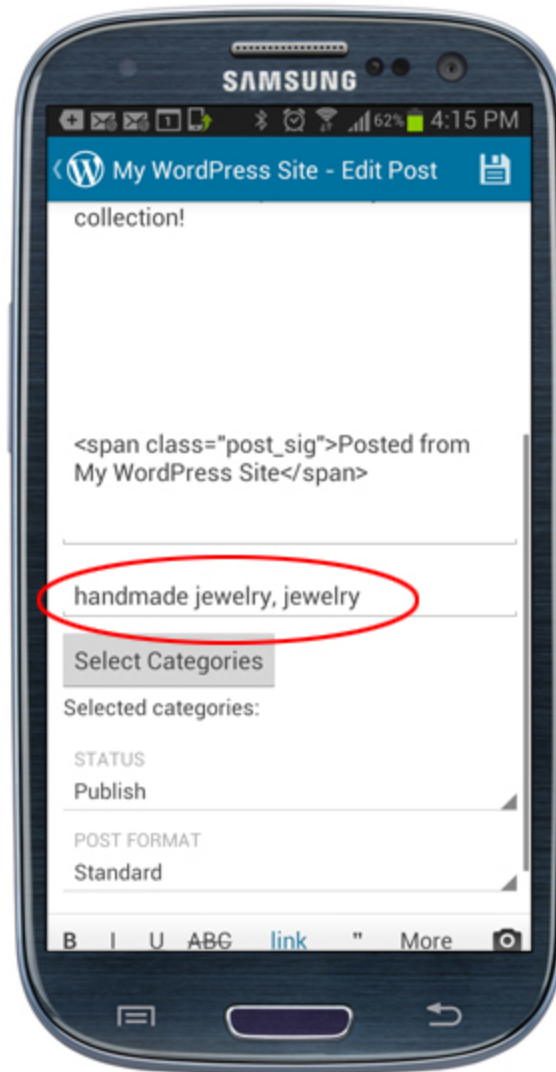 SAMSUNG
1 62% 4:15 PM
My WordPress Site - Edit Post
collection!
<span class="post_sig">Posted from
My WordPress Site</span>
handmade jewelry, jewelry
Select Categories
Selected categories:
STATUS
Publish
POST FORMAT
Standard
B I U ABC link " More